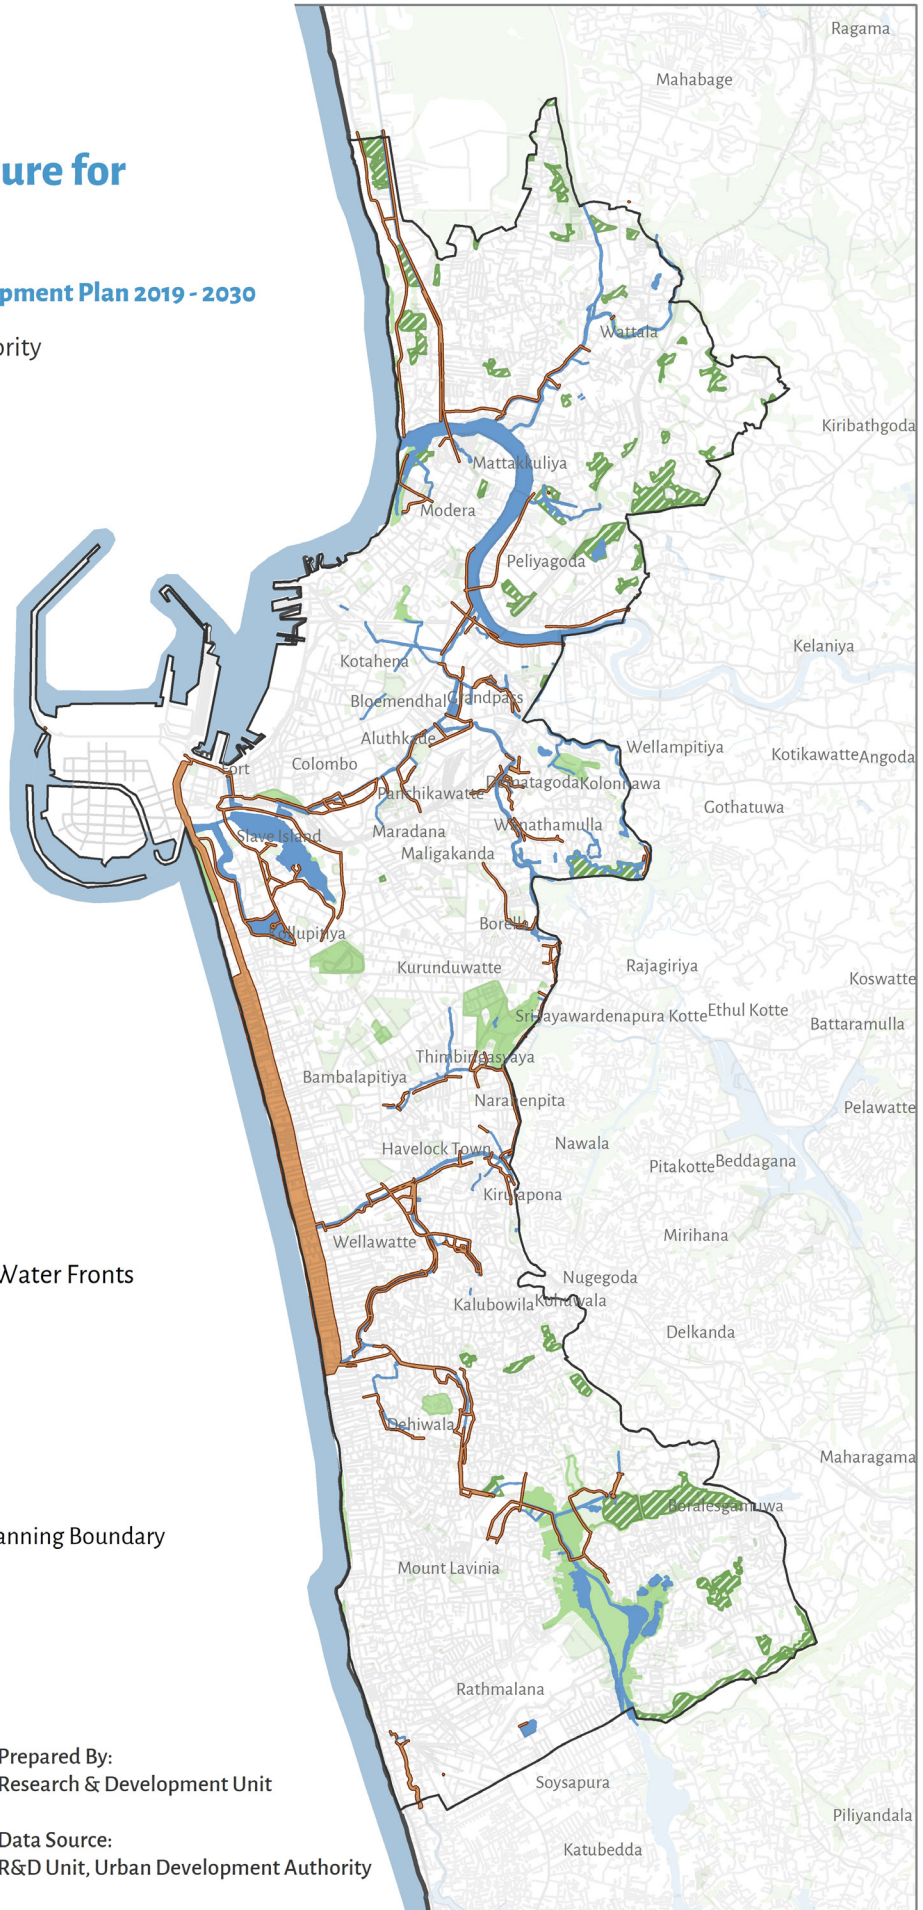 ure for
pment Plan 2019 - 2030
ority
Ragama
Mahabage
Wattala
Kiribathgoda
Mattakkuliya
Modera
Peliyagoda
Kelaniya
Kotahena
Bloemendhal
Grandpass
Aluthkade
Wellampitiya
Kotikawatte
Angoda
Fort
Colombo
Panchikawatte
Dematagoda
Kolonnawa
Gothatuwa
Slave Island
Maradana
Wanathamulla
Maligakanda
Kollupitiya
Borella
Kurunduwatte
Rajagiriya
Koswatte
Sri Jayawardenapura Kotte
Ethul Kotte
Battaramulla
Thimbirigasyaya
Bambalapitiya
Narahenpita
Pelawatte
Havelock Town
Nawala
Pitakotte
Beddagana
Kirulapona
Wellawatte
Mirihana
Water Fronts
Nugegoda
Kalubowila
Kohuwala
Delkanda
Dehiwala
Maharagama
Boralesgamuwa
anning Boundary
Mount Lavinia
Rathmalana
Prepared By:
Research & Development Unit
Soysapura
Piliyandala
Data Source:
R&D Unit, Urban Development Authority
Katubedda